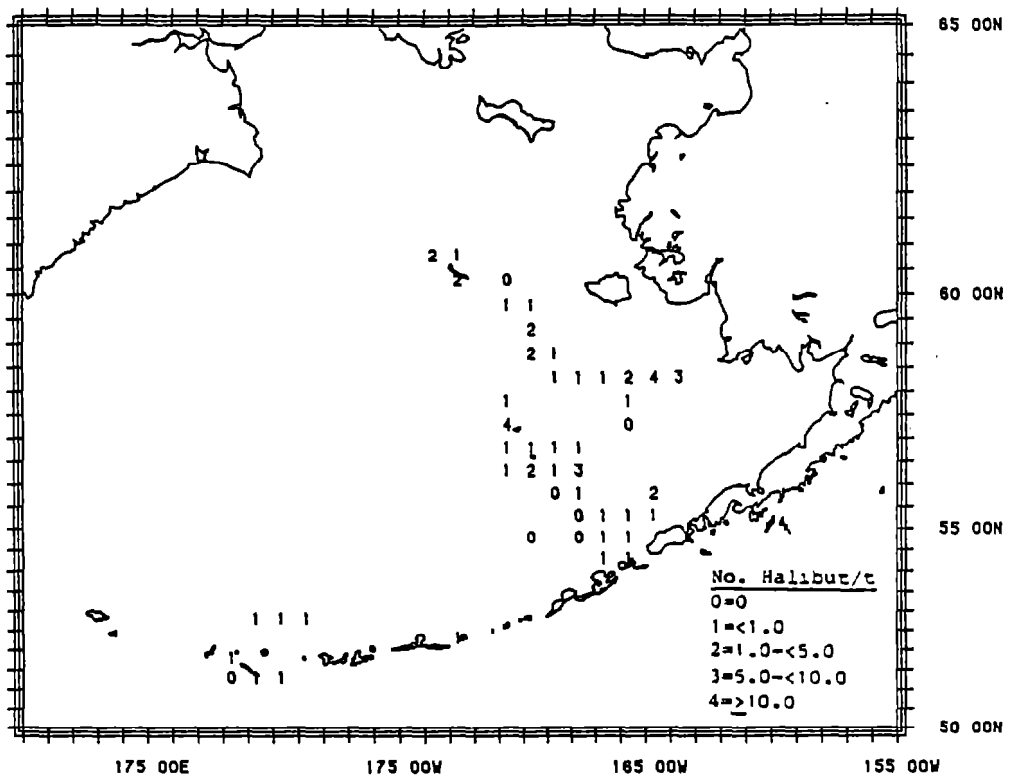 65 00N
2 1
2 0
60 00N
1 1
2
2 1
1 1 1 2 4 3
1 1
4 0
1 1 1 1
1 2 1 3
0 1 2
0 1 1 1
55 00N
0 0 1 1
1 1
No. Halibut/t
0=0
1=<1.0
2=1.0-<5.0
3=5.0-<10.0
4=≥10.0
1 1 1
1
0 1 1
50 00N
175 00E 175 00W 165 00W 155 00W